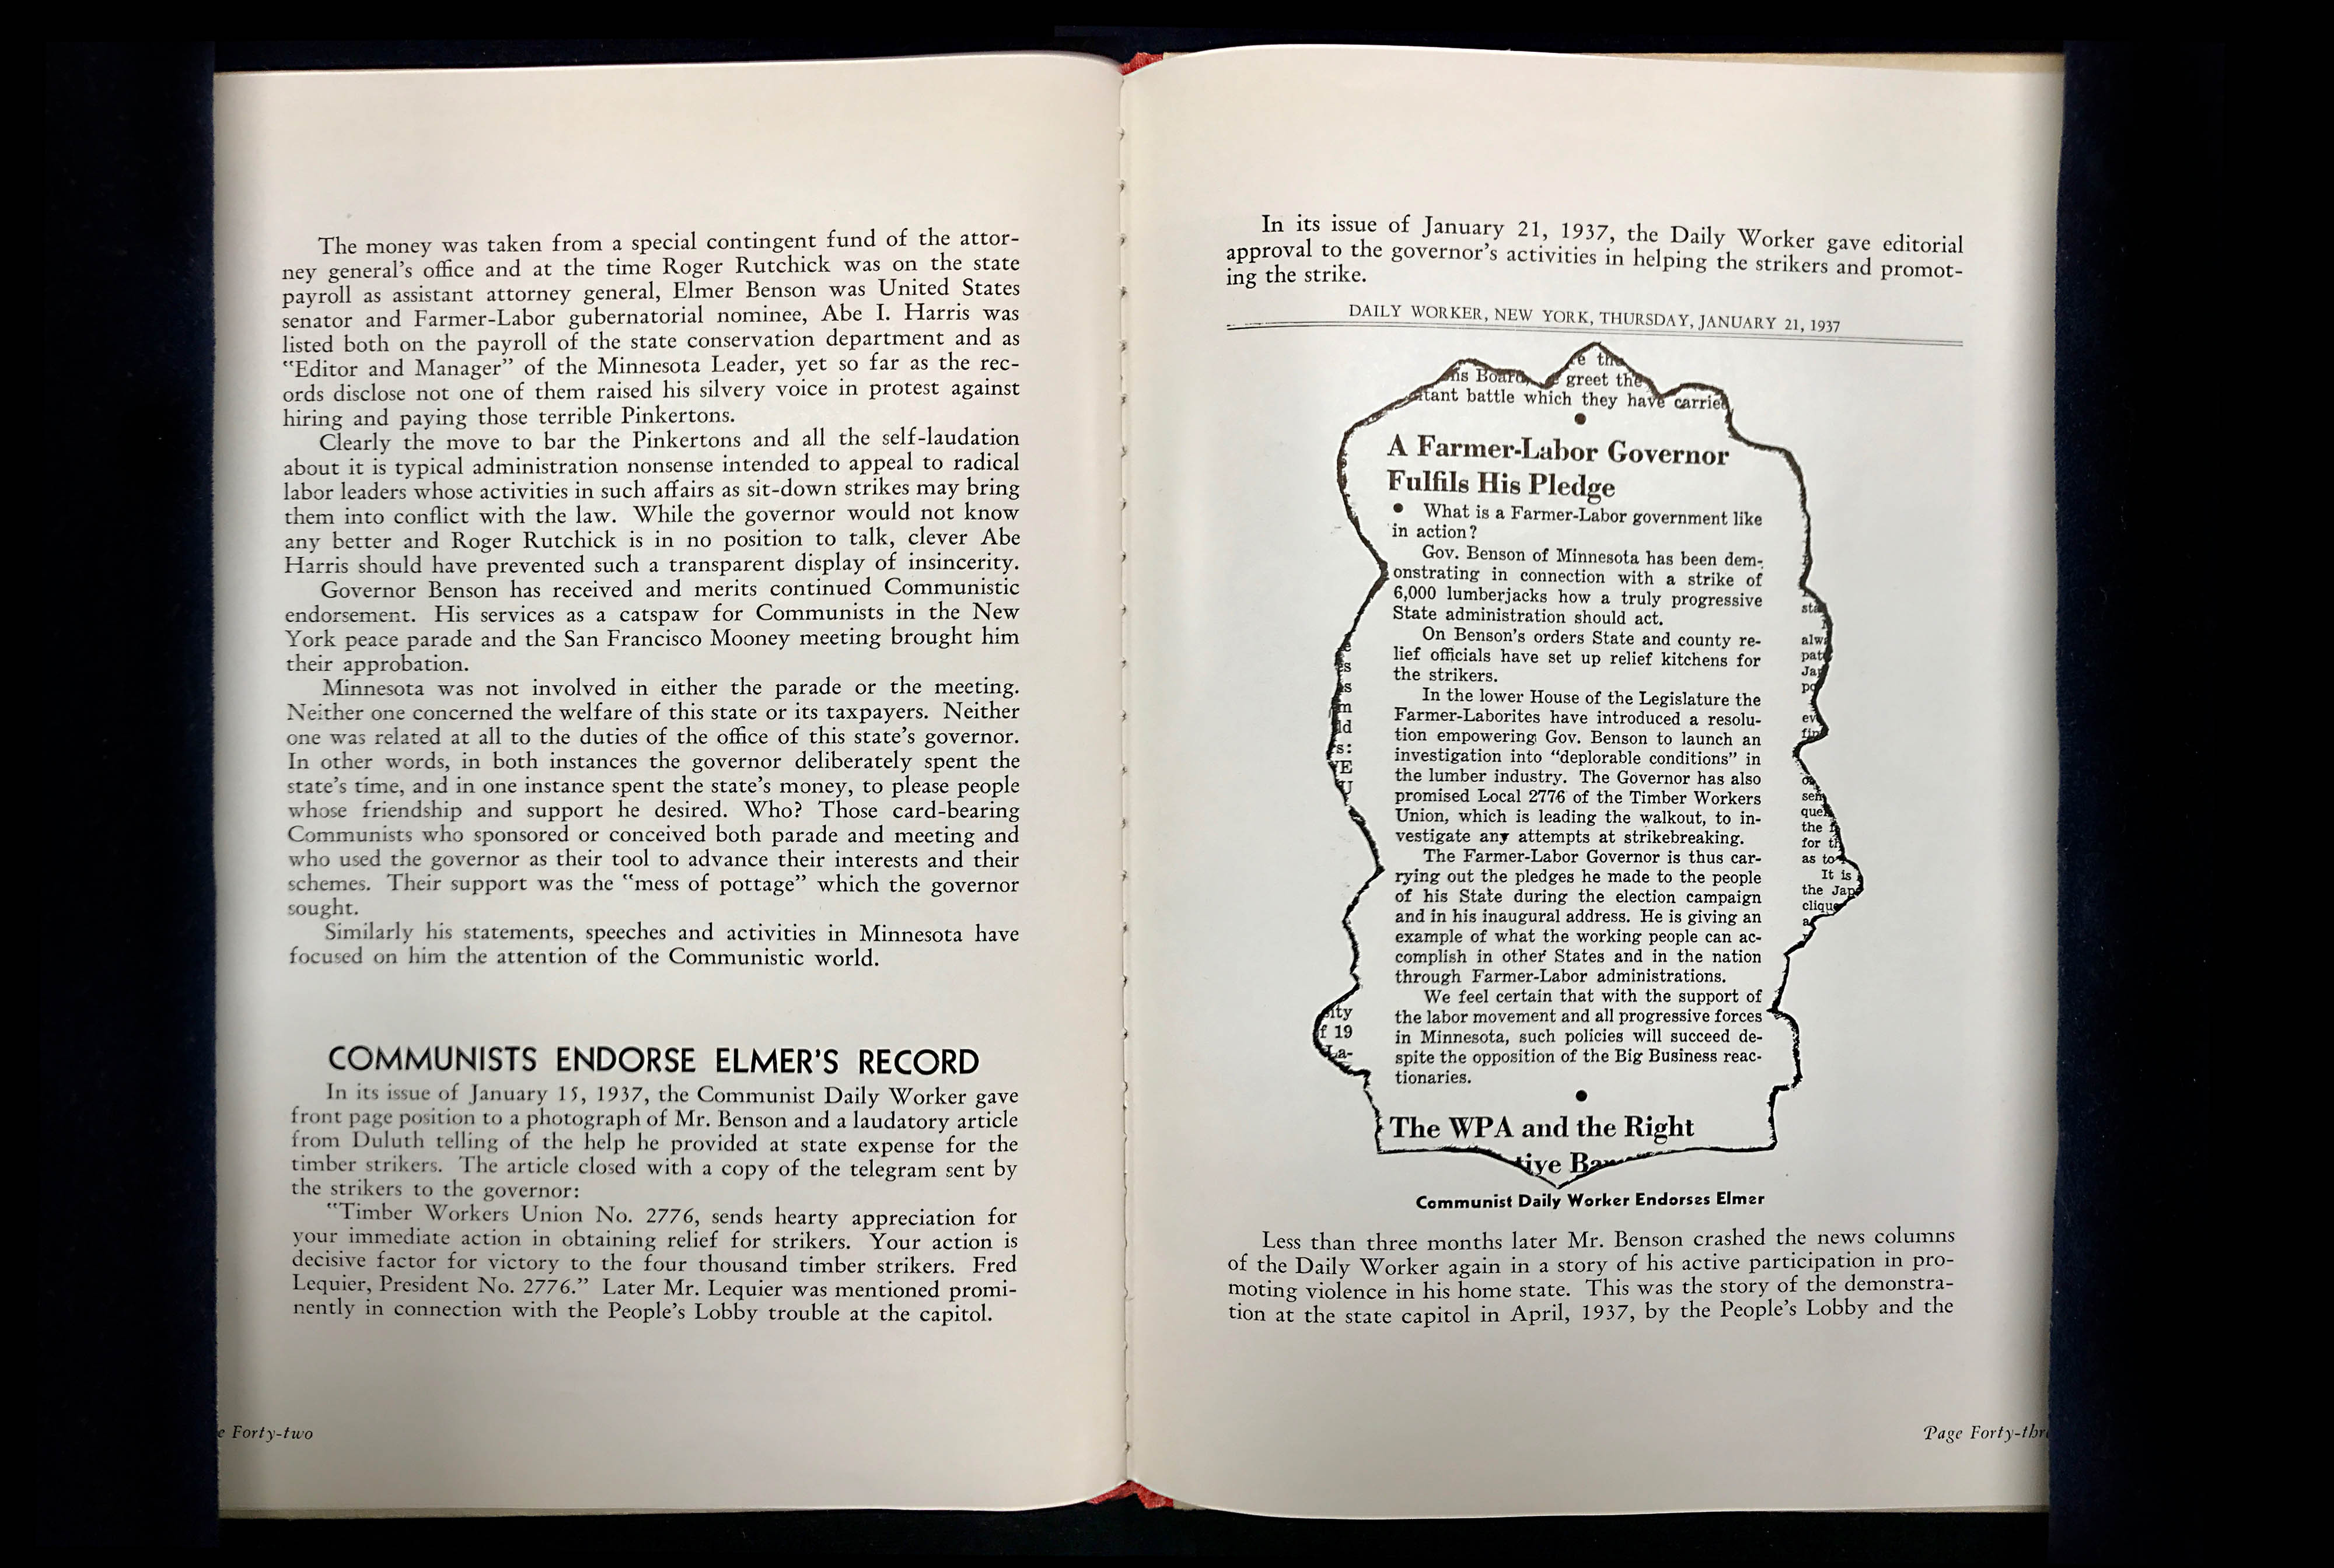 The money was taken from a special contingent fund of the attor-
ney general's office and at the time Roger Rutchick was on the state
payroll as assistant attorney general, Elmer Benson was United States
senator and Farmer-Labor gubernatorial nominee, Abe I. Harris was
listed both on the payroll of the state conservation department and as
"Editor and Manager" of the Minnesota Leader, yet so far as the rec-
ords disclose not one of them raised his silvery voice in protest against
hiring and paying those terrible Pinkertons.
Clearly the move to bar the Pinkertons and all the self-laudation
about it is typical administration nonsense intended to appeal to radical
labor leaders whose activities in such affairs as sit-down strikes may bring
them into conflict with the law. While the governor would not know
any better and Roger Rutchick is in no position to talk, clever Abe
Harris should have prevented such a transparent display of insincerity.
Governor Benson has received and merits continued Communistic
endorsement. His services as a catspaw for Communists in the New
York peace parade and the San Francisco Mooney meeting brought him
their approbation.
Minnesota was not involved in either the parade or the meeting.
Neither one concerned the welfare of this state or its taxpayers. Neither
one was related at all to the duties of the office of this state's governor.
In other words, in both instances the governor deliberately spent the
state's time, and in one instance spent the state's money, to please people
whose friendship and support he desired. Who? Those card-bearing
Communists who sponsored or conceived both parade and meeting and
who used the governor as their tool to advance their interests and their
schemes. Their support was the "mess of pottage" which the governor
sought.
Similarly his statements, speeches and activities in Minnesota have
focused on him the attention of the Communistic world.
COMMUNISTS ENDORSE ELMER'S RECORD
In its issue of January 15, 1937, the Communist Daily Worker gave
front page position to a photograph of Mr. Benson and a laudatory article
from Duluth telling of the help he provided at state expense for the
timber strikers. The article closed with a copy of the telegram sent by
the strikers to the governor:
"Timber Workers Union No. 2776, sends hearty appreciation for
your immediate action in obtaining relief for strikers. Your action is
decisive factor for victory to the four thousand timber strikers. Fred
Lequier, President No. 2776." Later Mr. Lequier was mentioned promi-
nently in connection with the People's Lobby trouble at the capitol.
e Forty-two
In its issue of January 21, 1937, the Daily Worker gave editorial
approval to the governor's activities in helping the strikers and promot-
ing the strike.
DAILY WORKER, NEW YORK, THURSDAY, JANUARY 21, 1937
e the
ns Board, greet the
tant battle which they have carried
A Farmer-Labor Governor
Fulfils His Pledge
● What is a Farmer-Labor government like
in action?
Gov. Benson of Minnesota has been dem-
onstrating in connection with a strike of
6,000 lumberjacks how a truly progressive
State administration should act.
On Benson's orders State and county re-
lief officials have set up relief kitchens for
the strikers.
In the lower House of the Legislature the
Farmer-Laborites have introduced a resolu-
tion empowering Gov. Benson to launch an
investigation into "deplorable conditions" in
the lumber industry. The Governor has also
promised Local 2776 of the Timber Workers
Union, which is leading the walkout, to in-
vestigate any attempts at strikebreaking.
The Farmer-Labor Governor is thus car-
rying out the pledges he made to the people
of his State during the election campaign
and in his inaugural address. He is giving an
example of what the working people can ac-
complish in other States and in the nation
through Farmer-Labor administrations.
We feel certain that with the support of
the labor movement and all progressive forces
in Minnesota, such policies will succeed de-
spite the opposition of the Big Business reac-
tionaries.
The WPA and the Right
tive Ba
Communist Daily Worker Endorses Elmer
Less than three months later Mr. Benson crashed the news columns
of the Daily Worker again in a story of his active participation in pro-
moting violence in his home state. This was the story of the demonstra-
tion at the state capitol in April, 1937, by the People's Lobby and the
Page Forty-thr